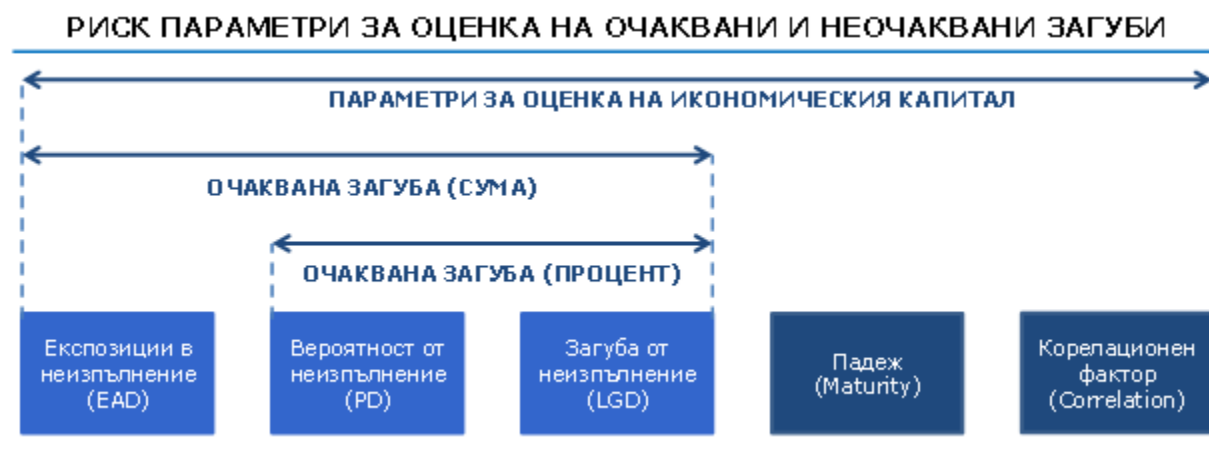 РИСК ПАРАМЕТРИ ЗА ОЦЕНКА НА ОЧАКВАНИ И НЕОЧАКВАНИ ЗАГУБИ
ПАРАМЕТРИ ЗА ОЦЕНКА НА ИКОНОМИЧЕСКИЯ КАПИТАЛ
ОЧАКВАНА ЗАГУБА (СУМА)
ОЧАКВАНА ЗАГУБА (ПРОЦЕНТ)
Експозиции в
неизпълнение
(EAD)
Вероятност от
неизпълнение
(PD)
Загуба от
неизпълнение
(LGD)
Падеж
(Maturity)
Корелационен
фактор
(Correlation)